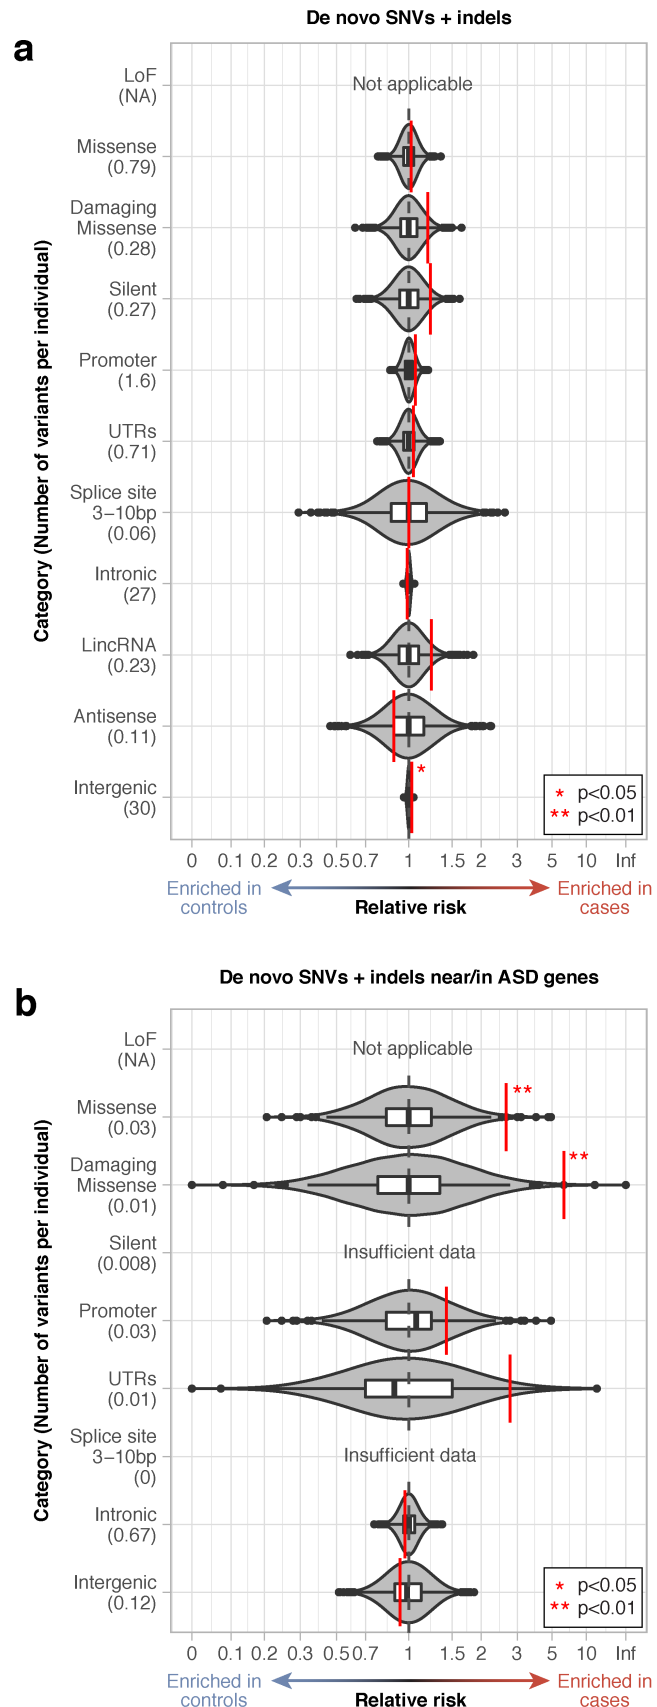 De novo SNVs + indels
a
Category (Number of variants per individual)
LoF
(NA)
Not applicable
Missense
(0.79)
Damaging
Missense
(0.28)
Silent
(0.27)
Promoter
(1.6)
UTRs
(0.71)
Splice site
3−10bp
(0.06)
Intronic
(27)
LincRNA
(0.23)
Antisense
(0.11)
Intergenic
(30)
*
* p<0.05
** p<0.01
0 0.1 0.2 0.3 0.5 0.7 1 1.5 2 3 5 10 Inf
Enriched in
controls
Relative risk
Enriched in
cases
De novo SNVs + indels near/in ASD genes
b
Category (Number of variants per individual)
LoF
(NA)
Not applicable
Missense
(0.03)
**
Damaging
Missense
(0.01)
**
Silent
(0.008)
Insufficient data
Promoter
(0.03)
UTRs
(0.01)
Splice site
3−10bp
(0)
Insufficient data
Intronic
(0.67)
Intergenic
(0.12)
* p<0.05
** p<0.01
0 0.1 0.2 0.3 0.5 0.7 1 1.5 2 3 5 10 Inf
Enriched in
controls
Relative risk
Enriched in
cases